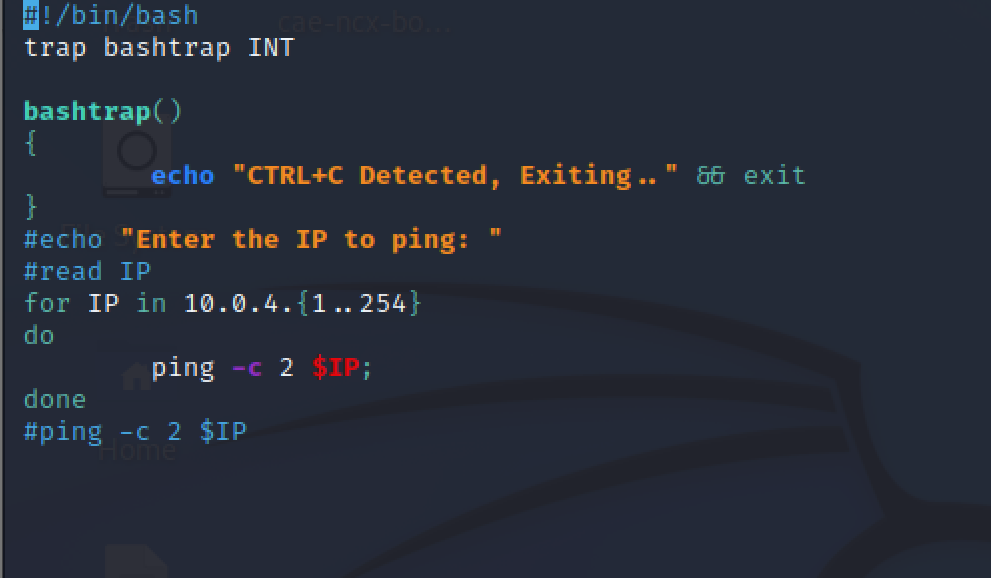 #!/bin/bash
trap bashtrap INT
bashtrap()
{
echo "CTRL+C Detected, Exiting.." && exit
}
#echo "Enter the IP to ping: "
#read IP
for IP in 10.0.4.{1..254}
do
ping -c 2 $IP;
done
#ping -c 2 $IP
cae-ncx-bo...
Home